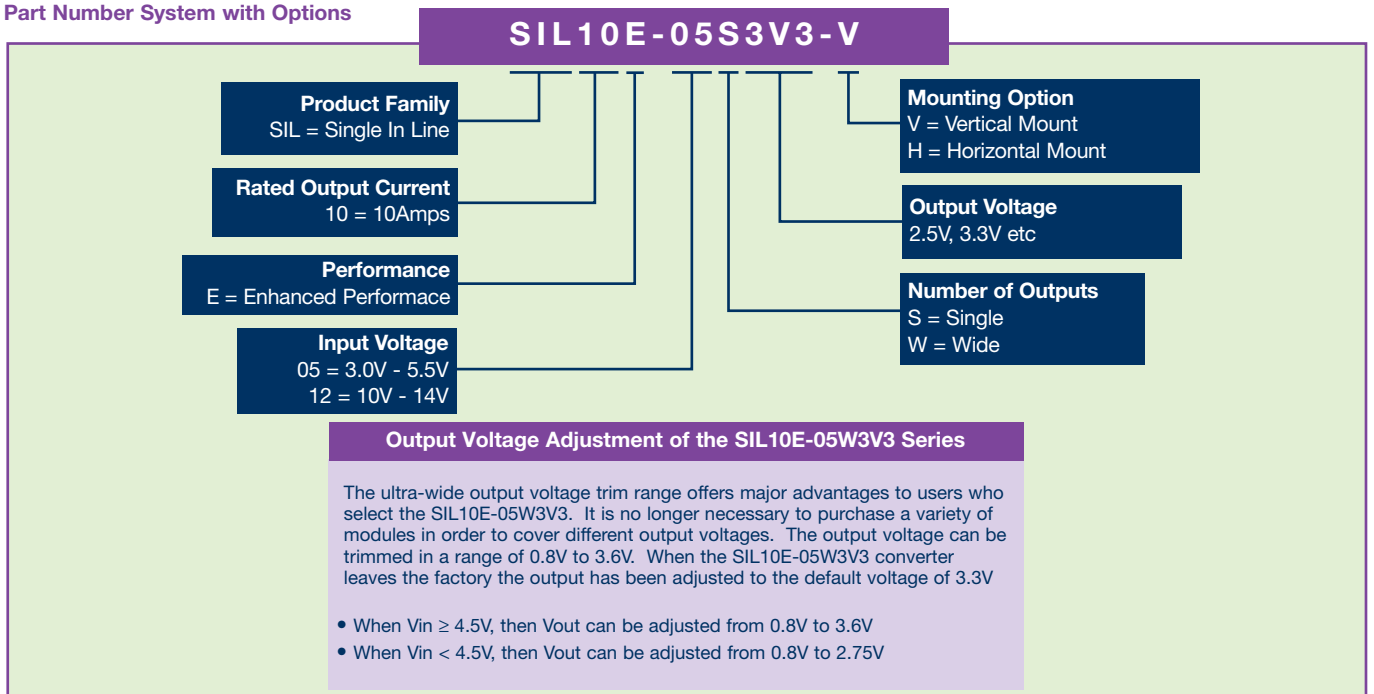 Part Number System with Options
SIL10E-05S3V3-V
Product Family
SIL = Single In Line
Rated Output Current
10 = 10Amps
Performance
E = Enhanced Performace
Input Voltage
05 = 3.0V - 5.5V
12 = 10V - 14V
Mounting Option
V = Vertical Mount
H = Horizontal Mount
Output Voltage
2.5V, 3.3V etc
Number of Outputs
S = Single
W = Wide
Output Voltage Adjustment of the SIL10E-05W3V3 Series
The ultra-wide output voltage trim range offers major advantages to users who
select the SIL10E-05W3V3. It is no longer necessary to purchase a variety of
modules in order to cover different output voltages. The output voltage can be
trimmed in a range of 0.8V to 3.6V. When the SIL10E-05W3V3 converter
leaves the factory the output has been adjusted to the default voltage of 3.3V
• When Vin ≥ 4.5V, then Vout can be adjusted from 0.8V to 3.6V
• When Vin < 4.5V, then Vout can be adjusted from 0.8V to 2.75V